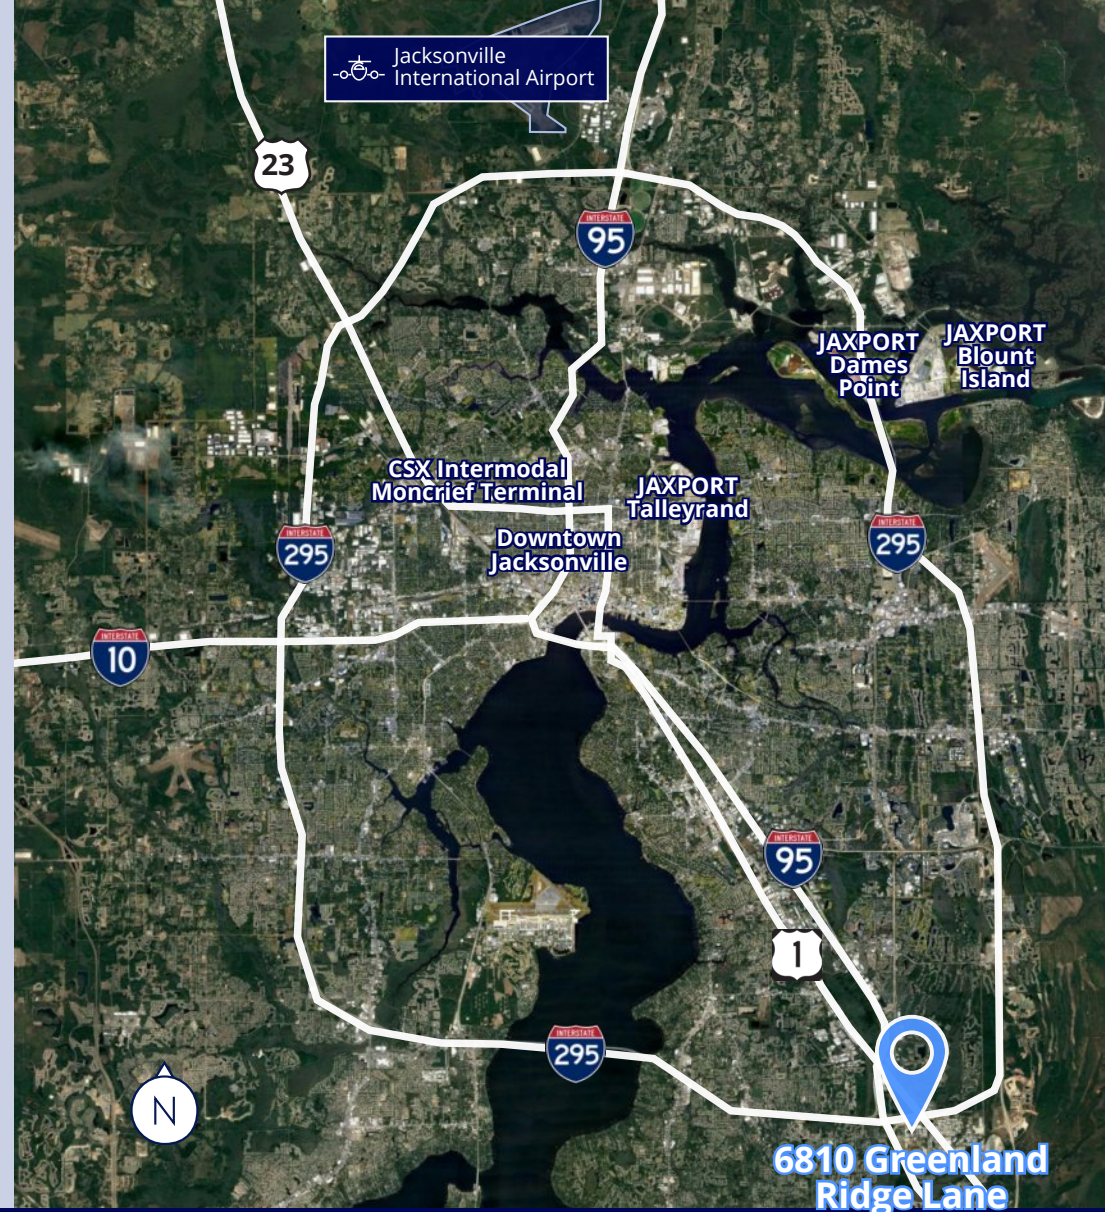 Jacksonville
International Airport
23
INTERSTATE
95
JAXPORT
Dames
Point
JAXPORT
Blount
Island
CSX Intermodal
Moncrief Terminal
JAXPORT
Talleyrand
INTERSTATE
295
Downtown
Jacksonville
INTERSTATE
295
INTERSTATE
10
INTERSTATE
95
1
INTERSTATE
295
N
6810 Greenland
Ridge Lane